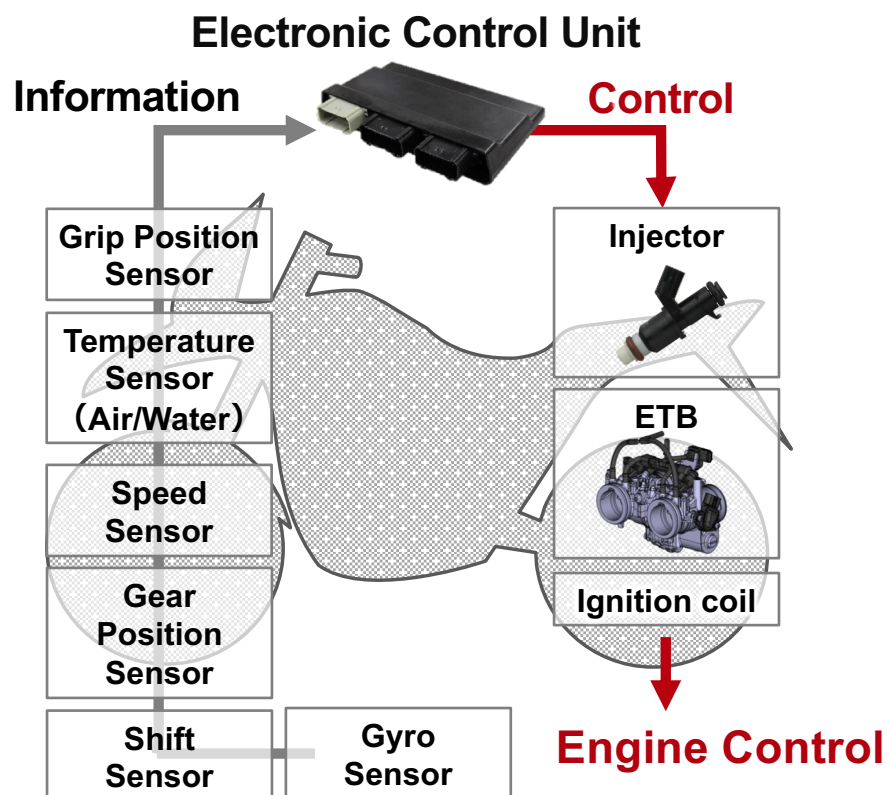 Electronic Control Unit
Information
Control
Grip Position
Sensor
Temperature
Sensor
（Air/Water）
Speed
Sensor
Gear
Position
Sensor
Shift
Sensor
Gyro
Sensor
Injector
ETB
Ignition coil
Engine Control